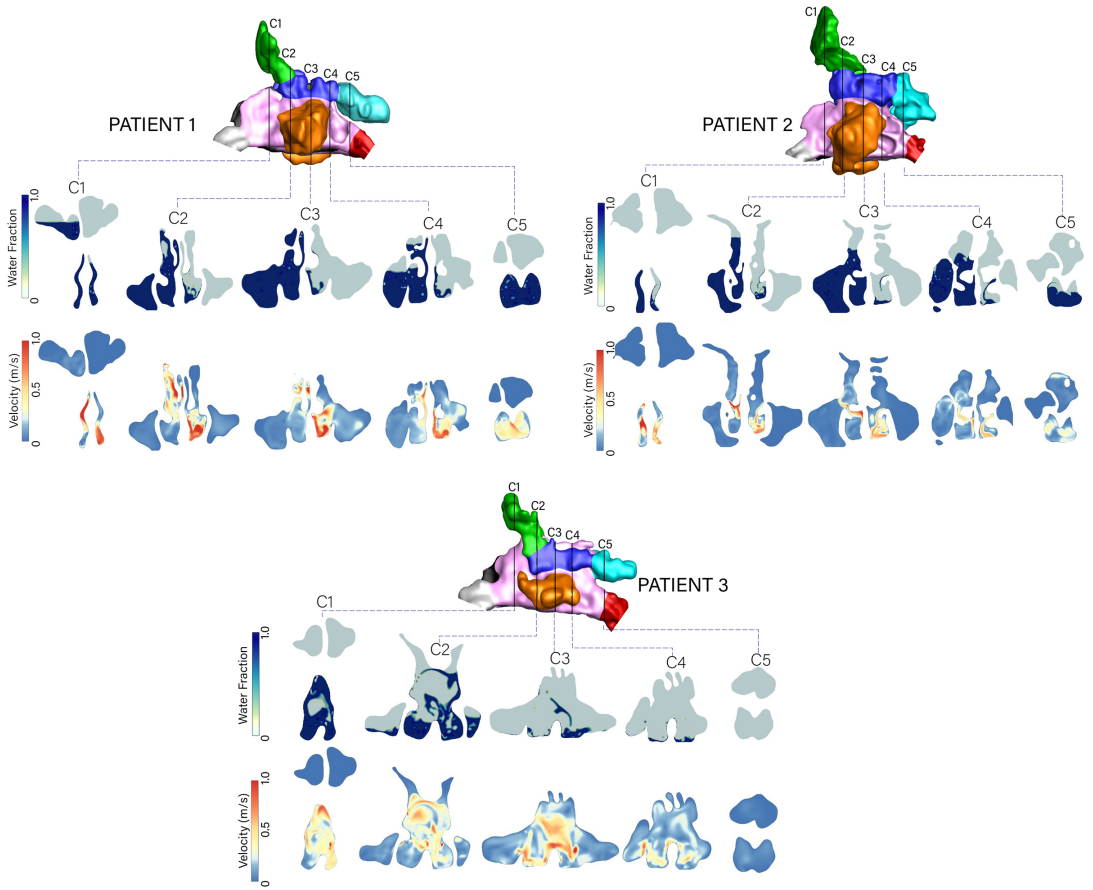 C1
C2
C3
C4
C5
PATIENT 1
C1
C2
C3
C4
C5
Water Fraction
1.0
0
Velocity (m/s)
1.0
0.5
0
C1
C2
C3
C4
C5
PATIENT 2
C1
C2
C3
C4
C5
Water Fraction
1.0
0
Velocity (m/s)
1.0
0.5
0
C1
C2
C3
C4
C5
PATIENT 3
C1
C2
C3
C4
C5
Water Fraction
1.0
0
Velocity (m/s)
1.0
0.5
0